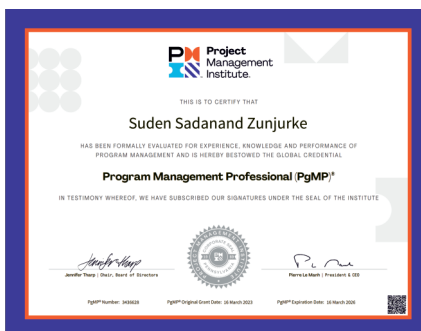 Project
Management
Institute.
THIS IS TO CERTIFY THAT
Suden Sadanand Zunjurke
HAS BEEN FORMALLY EVALUATED FOR EXPERIENCE, KNOWLEDGE AND PERFORMANCE OF
PROGRAM MANAGEMENT AND IS HEREBY BESTOWED THE GLOBAL CREDENTIAL
Program Management Professional (PgMP)®
IN TESTIMONY WHEREOF, WE HAVE SUBSCRIBED OUR SIGNATURES UNDER THE SEAL OF THE INSTITUTE
Jennifer Tharp | Chair, Board of Directors
Pierre Le Manh | President & CEO
PgMP® Number: 3433628
PgMP® Original Grant Date: 16 March 2023
PgMP® Expiration Date: 16 March 2026